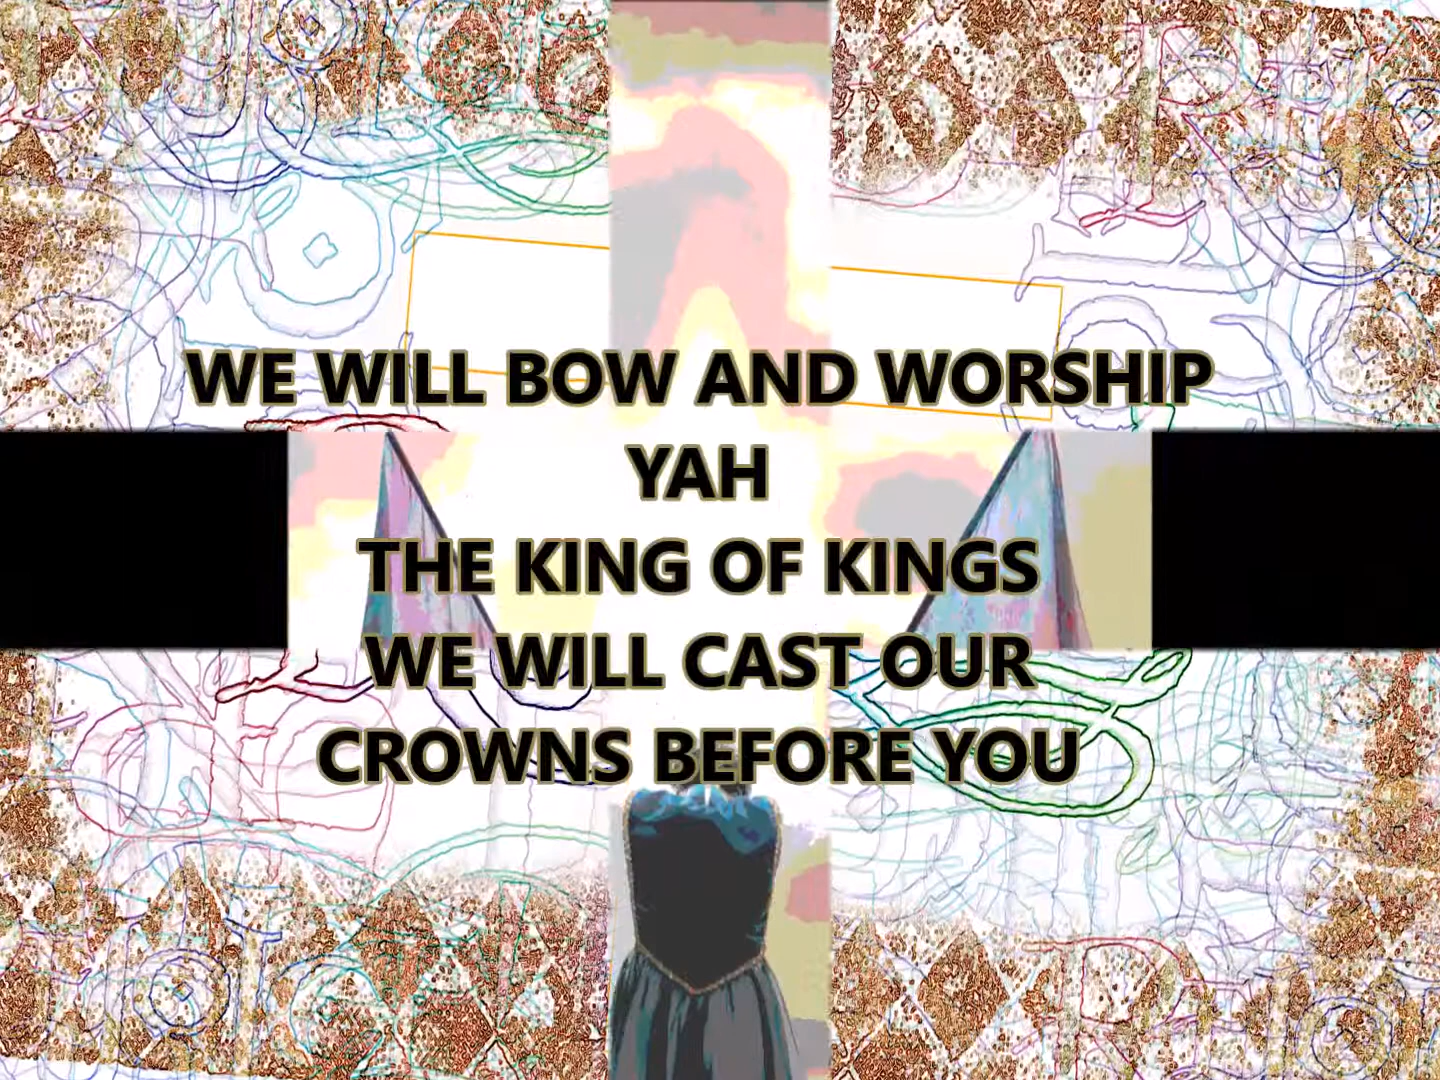 WE WILL BOW AND WORSHIP
YAH
THE KING OF KINGS
WE WILL CAST OUR
CROWNS BEFORE YOU